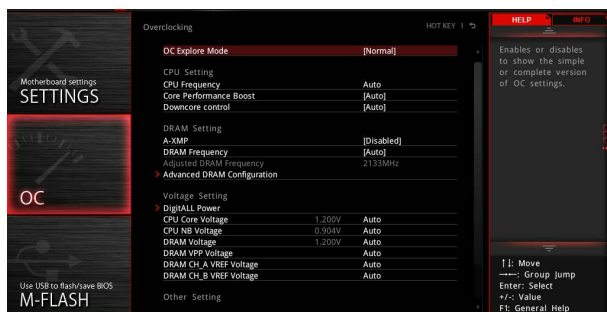 Overclocking
HOT KEY | ↰
HELP
INFO
OC Explore Mode [Normal]
CPU Setting
CPU Frequency Auto
Core Performance Boost [Auto]
Downcore control [Auto]
DRAM Setting
A-XMP [Disabled]
DRAM Frequency [Auto]
Adjusted DRAM Frequency 2133MHz
> Advanced DRAM Configuration
Voltage Setting
> DigitALL Power
CPU Core Voltage 1.200V Auto
CPU NB Voltage 0.904V Auto
DRAM Voltage 1.200V Auto
DRAM VPP Voltage Auto
DRAM CH_A VREF Voltage Auto
DRAM CH_B VREF Voltage Auto
Other Setting
Motherboard settings
SETTINGS
OC
Use USB to flash/save BIOS
M-FLASH
Enables or disables
to show the simple
or complete version
of OC settings.
↑↓: Move
→←: Group Jump
Enter: Select
+/-: Value
F1: General Help